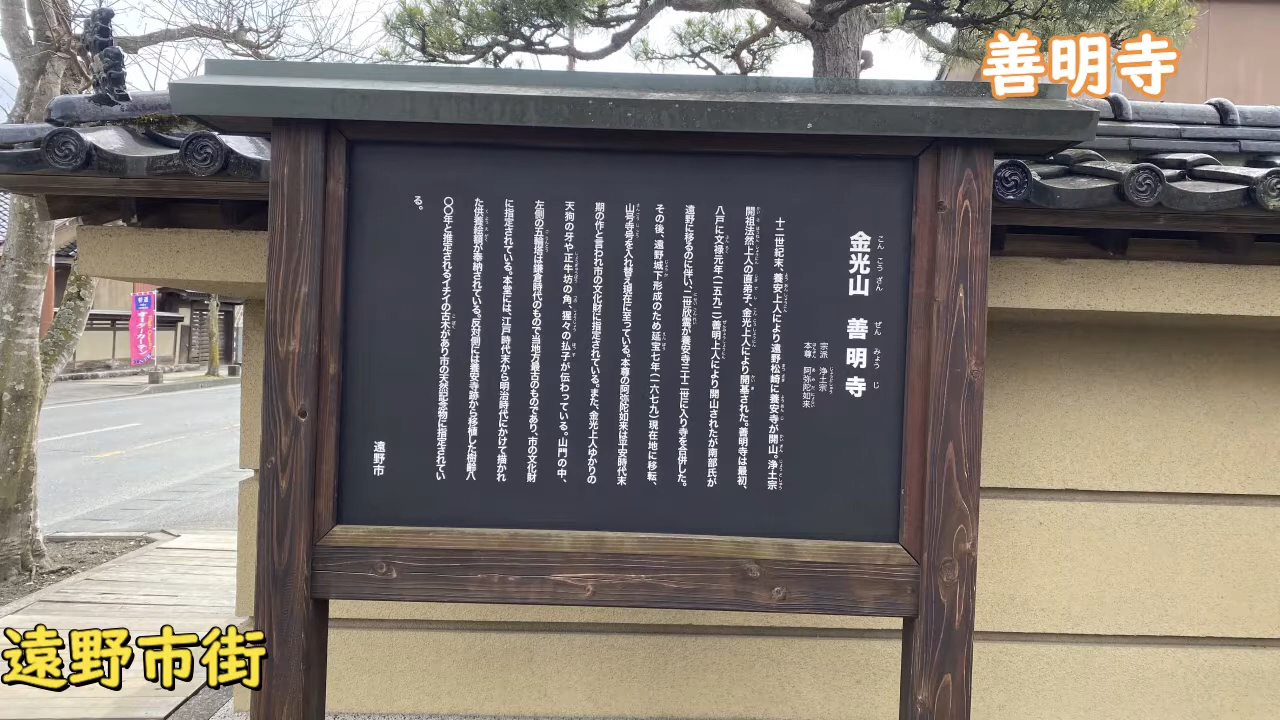 善明寺
金光山 善明寺
こんこうざん ぜんみょうじ
宗派 浄土宗
本尊 阿弥陀如来
十二世紀末、養安上人により遠野松崎に養安寺が開山。浄土宗
開祖法然上人の直弟子、金光上人により開基された。善明寺は最初、
八戸に文禄元年(一五九二)善明上人により開山されたが南部氏が
遠野に移るのに伴い、二世欣霊が養安寺三十二世に入り寺を合併した。
その後、遠野城下形成のため延宝七年(一六七九)現在地に移転、
山号寺号を入れ替え現在に至っている。本尊の阿弥陀如来は平安時代末
期の作と言われ市の文化財に指定されている。また、金光上人ゆかりの
天狗の牙や正牛坊の角、猩々の払子が伝わっている。山門の中、
左側の五輪塔は鎌倉時代のもので当地方最古のものであり、市の文化財
に指定されている。本堂には、江戸時代末から明治時代にかけて描かれ
た供養絵額が奉納されている。反対側には養安寺跡から移植した樹齢八
〇〇年と推定されるイチイの古木があり市の天然記念物に指定されてい
る。
遠野市
遠野市街